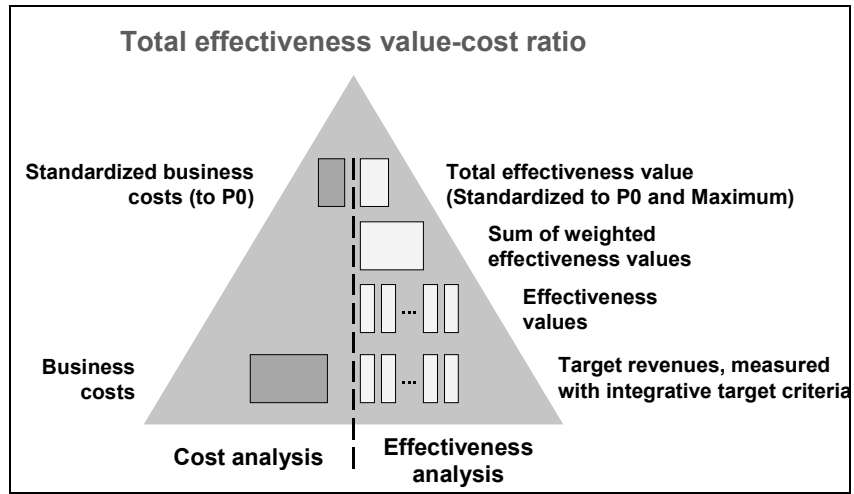 Total effectiveness value-cost ratio
Standardized business
costs (to P0)
Total effectiveness value
(Standardized to P0 and Maximum)
Sum of weighted
effectiveness values
...
Effectiveness
values
Business
costs
...
Target revenues, measured
with integrative target criteria
Cost analysis
Effectiveness
analysis